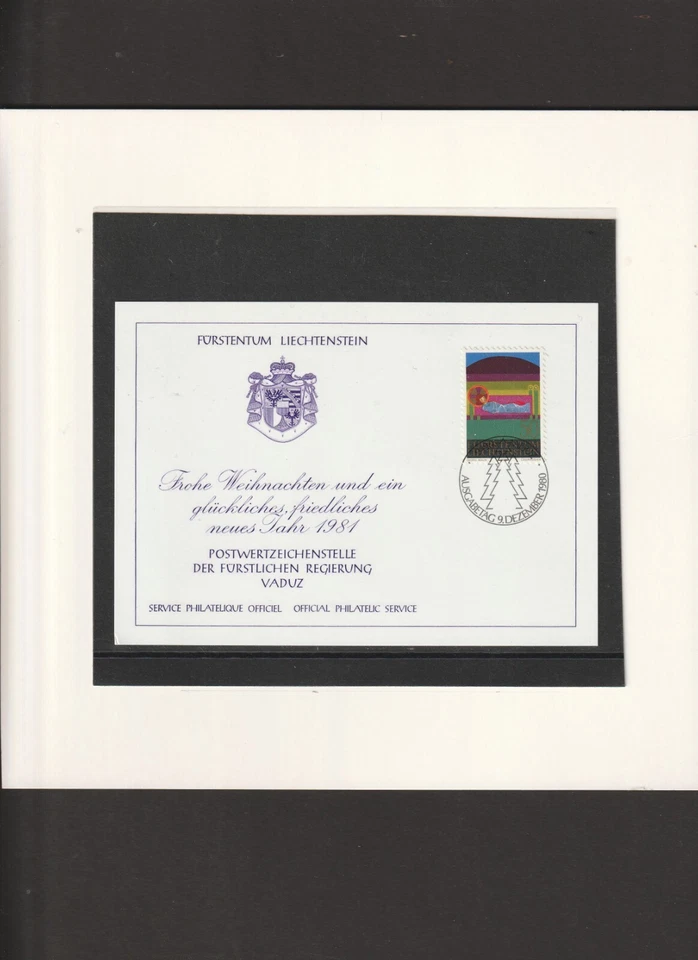 FÜRSTENTUM LIECHTENSTEIN
Frohe Weihnachten und ein
glückliches, friedliches
neues Jahr 1981
POSTWERTZEICHENSTELLE
DER FÜRSTLICHEN REGIERUNG
VADUZ
SERVICE PHILATELIQUE OFFICIEL OFFICIAL PHILATELIC SERVICE
FÜRSTENTUM
LIECHTENSTEIN
AUSGABETAG 9. DEZEMBER 1980